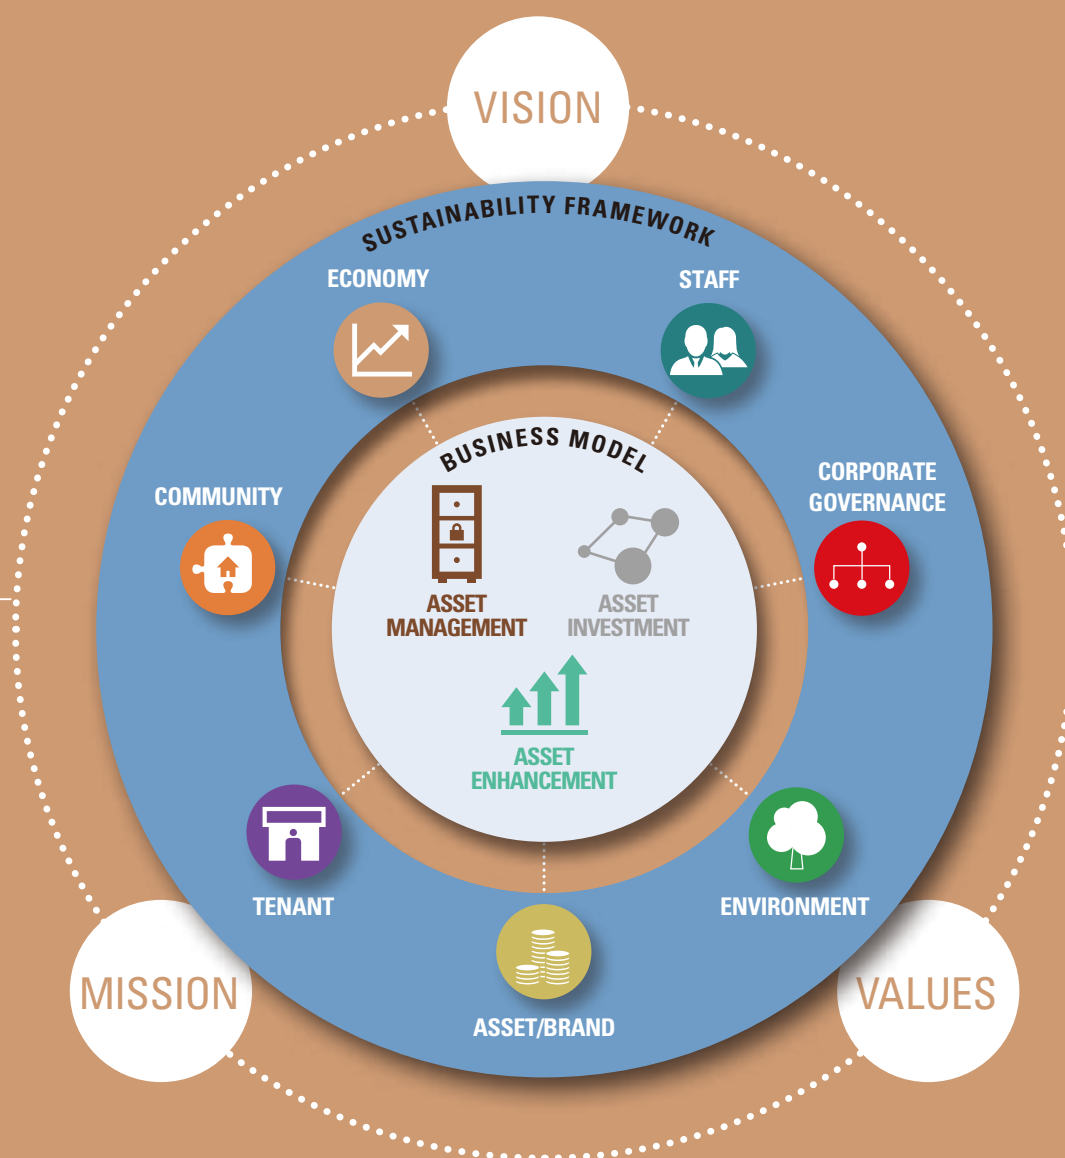 VISION
SUSTAINABILITY FRAMEWORK
ECONOMY
STAFF
BUSINESS MODEL
CORPORATE
GOVERNANCE
COMMUNITY
ASSET
MANAGEMENT
ASSET
INVESTMENT
ASSET
ENHANCEMENT
TENANT
ENVIRONMENT
MISSION
VALUES
ASSET/BRAND